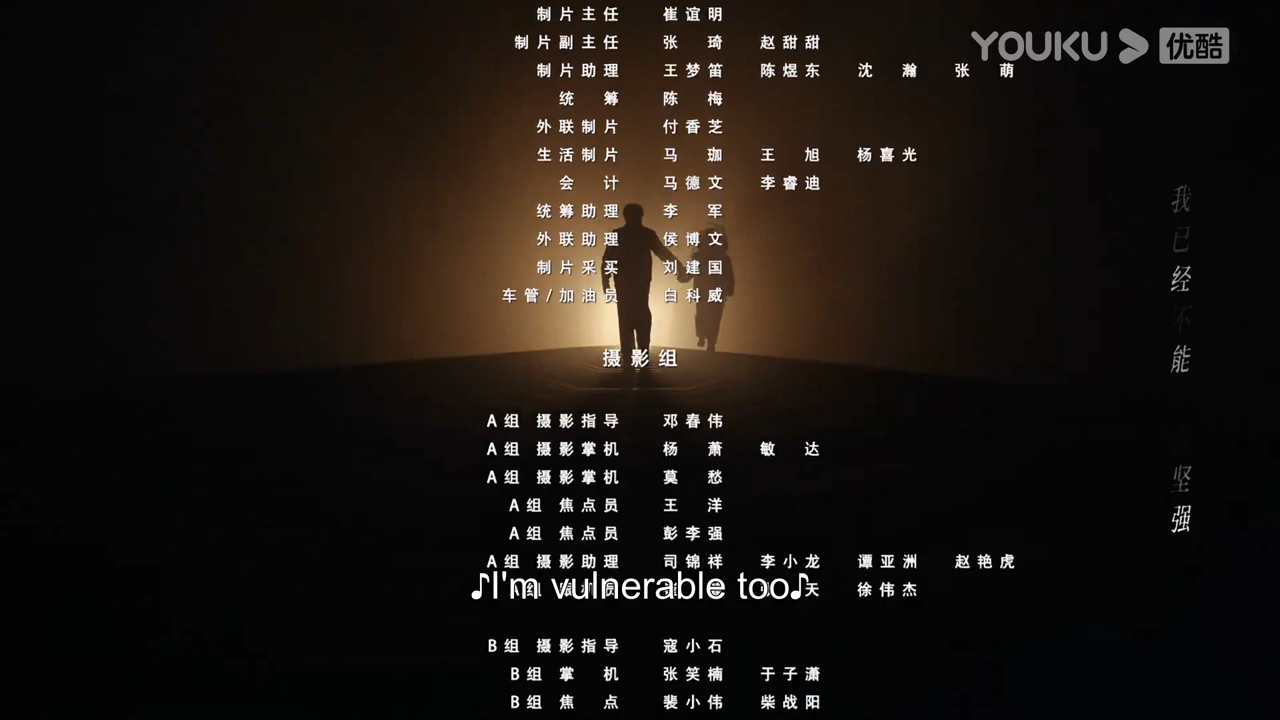 制片主任 崔谊明
制片副主任 张琦 赵甜甜
制片助理 王梦笛 陈煜东 沈瀚 张萌
统筹 陈梅
外联制片 付香芝
生活制片 马珈 王旭 杨喜光
会计 马德文 李睿迪
统筹助理 李军
外联助理 侯博文
制片采买 刘建国
车管/加油员 白科威
摄影组
A组 摄影指导 邓春伟
A组 摄影掌机 杨萧 敏达
A组 摄影掌机 莫愁
A组 焦点员 王洋
A组 焦点员 彭李强
A组 摄影助理 司锦祥 李小龙 谭亚洲 赵艳虎
天 徐伟杰
♪I'm vulnerable too♪
B组 摄影指导 寇小石
B组 掌机 张笑楠 于子潇
B组 焦点 裴小伟 柴战阳
YOUKU 优酷
我已经不能
坚强